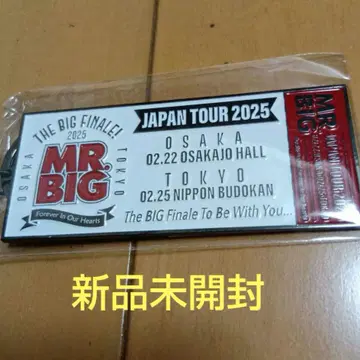 THE BIG FINALE!
2025
OSAKA
TOKYO
MR.
BIG
Forever In Our Hearts
JAPAN TOUR 2025
OSAKA
02.22 OSAKAJO HALL
TOKYO
02.25 NIPPON BUDOKAN
The BIG Finale To Be With You...
MR.
BIG
新品未開封